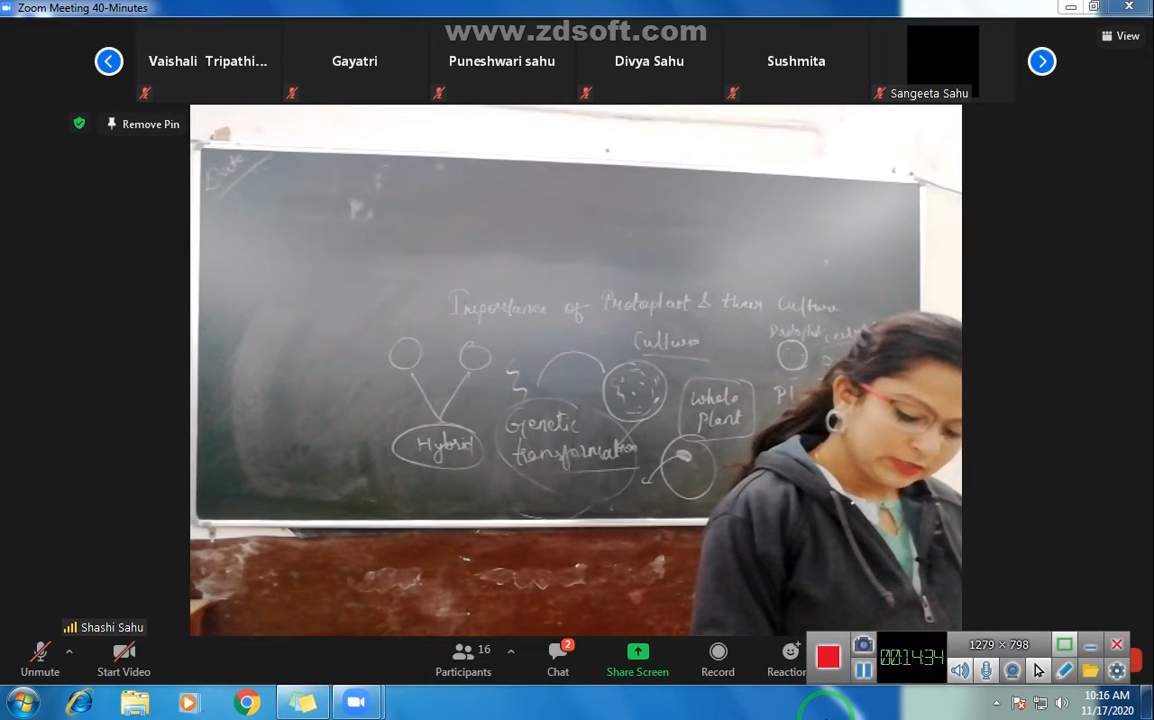 Zoom Meeting 40-Minutes
www.zdsoft.com
View
Vaishali Tripathi...
Gayatri
Puneshwari sahu
Divya Sahu
Sushmita
Sangeeta Sahu
Remove Pin
Date
Importance of Protoplast & their Culture
Culture
Whole
Plant
Genetic
transformation
Hybrid
Shashi Sahu
Unmute
Start Video
16
Participants
2
Chat
Share Screen
Record
Reaction
00:14:34
1279 × 798
10:16 AM
11/17/2020